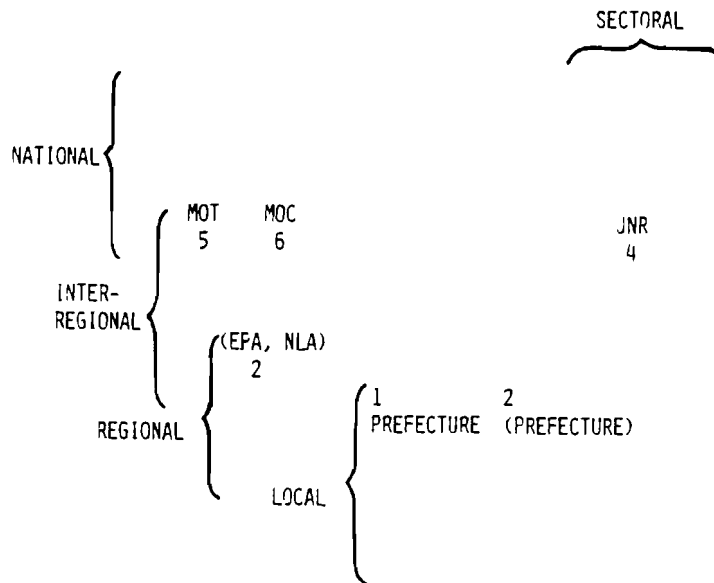 SECTORAL
NATIONAL
MOT MOC
5 6
JNR
4
INTER-
REGIONAL
(EPA, NLA)
2
1 2
PREFECTURE (PREFECTURE)
REGIONAL
LOCAL